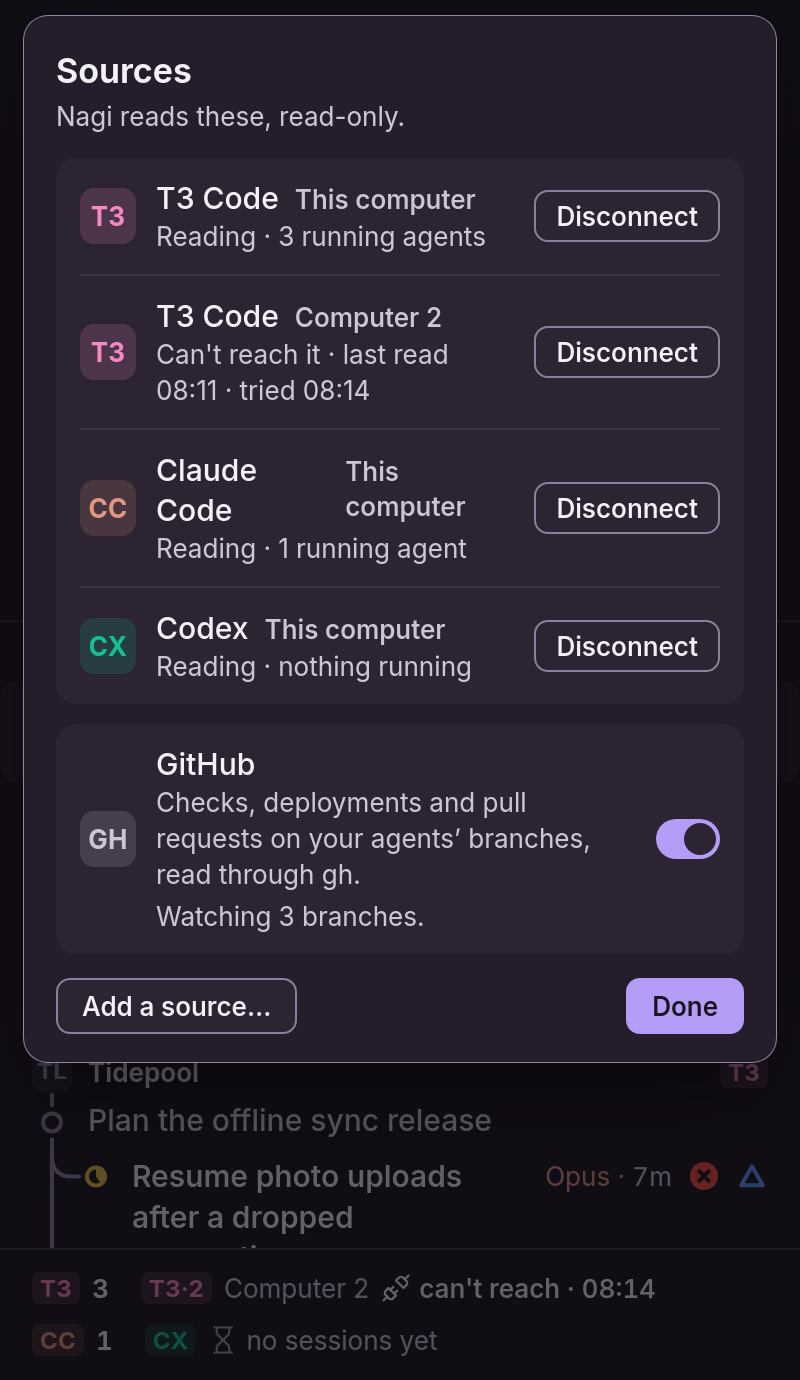 Sources
Nagi reads these, read-only.
T3 T3 Code This computer Disconnect
Reading · 3 running agents
T3 T3 Code Computer 2 Disconnect
Can't reach it · last read
08:11 · tried 08:14
CC Claude Code This computer Disconnect
Reading · 1 running agent
CX Codex This computer Disconnect
Reading · nothing running
GH GitHub
Checks, deployments and pull
requests on your agents’ branches,
read through gh.
Watching 3 branches.
Add a source… Done
TL Tidepool T3
Plan the offline sync release
Resume photo uploads Opus · 7m
after a dropped
T3 3 T3·2 Computer 2 can't reach · 08:14
CC 1 CX no sessions yet